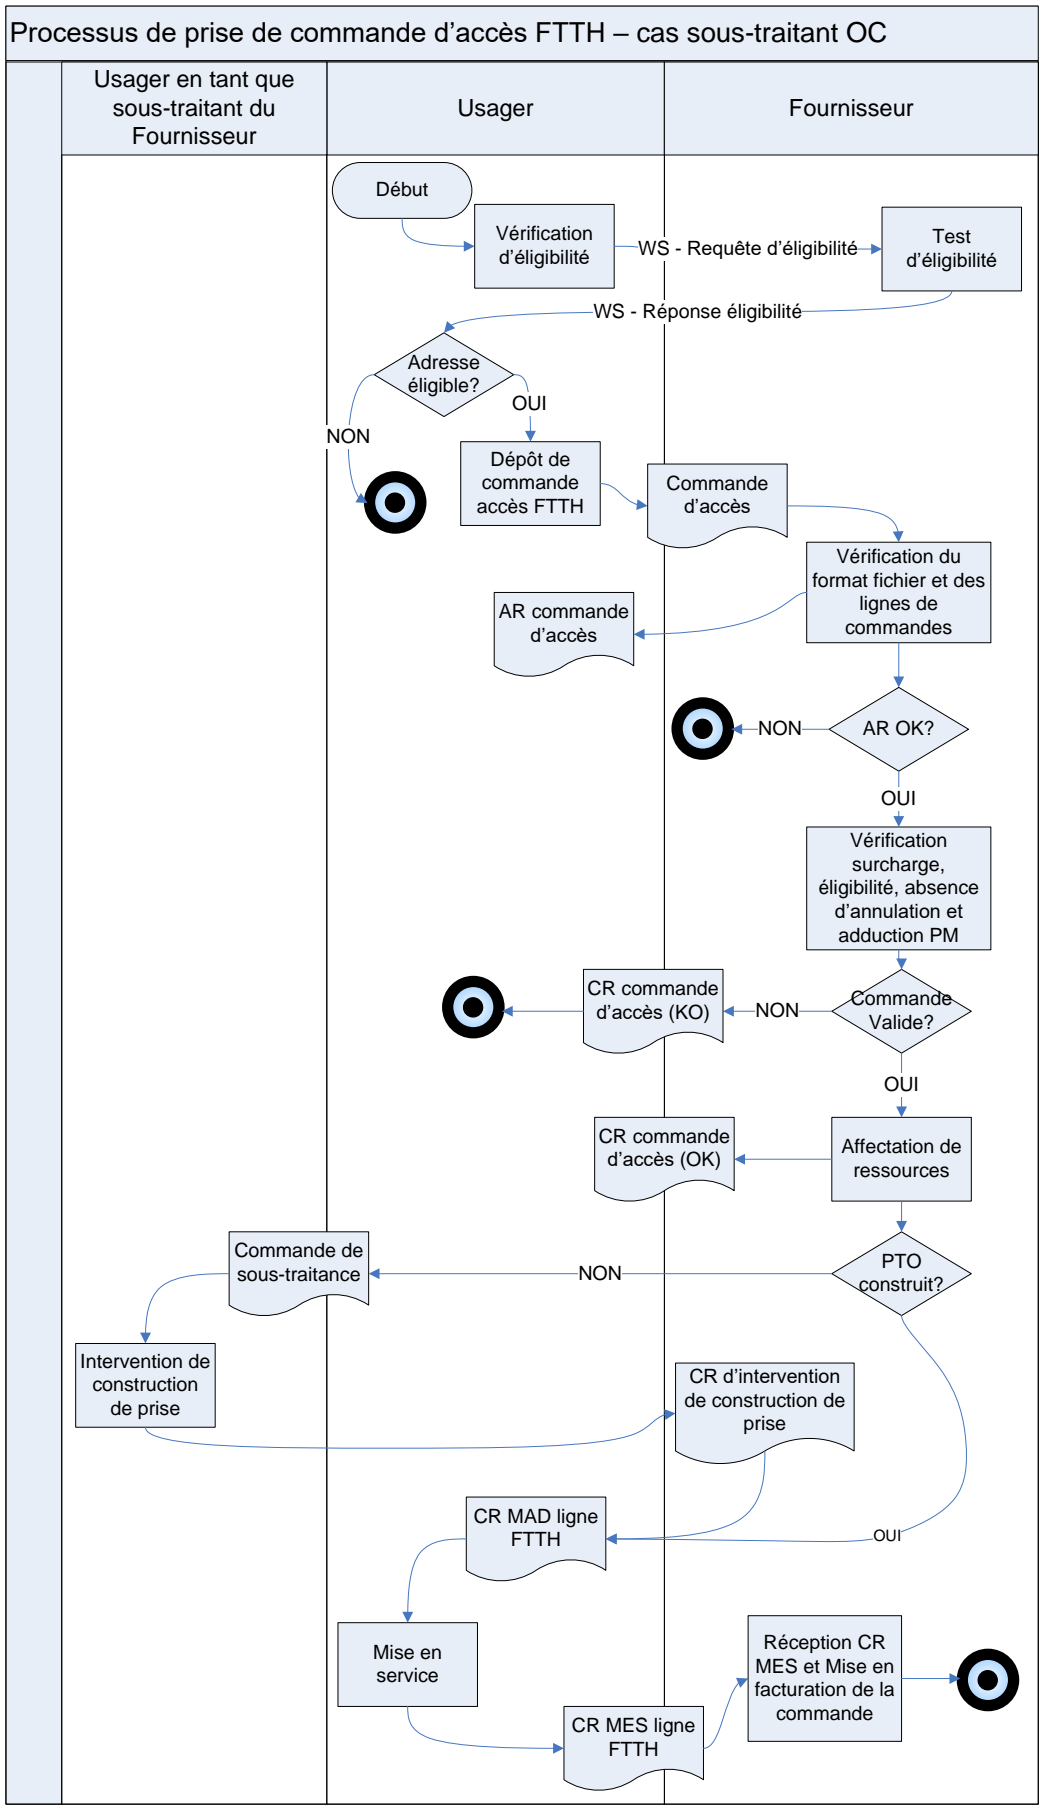 Processus de prise de commande d'accès FTTH – cas sous-traitant OC
Usager en tant que
sous-traitant du
Fournisseur
Usager
Fournisseur
Début
Vérification
d'éligibilité
WS - Requête d'éligibilité
Test
d'éligibilité
WS - Réponse éligibilité
Adresse
éligible?
OUI
NON
Dépôt de
commande
accès FTTH
Commande
d'accès
Vérification du
format fichier et des
lignes de
commandes
AR commande
d'accès
NON
AR OK?
OUI
Vérification
surcharge,
éligibilité, absence
d'annulation et
adduction PM
CR commande
d'accès (KO)
NON
Commande
Valide?
OUI
CR commande
d'accès (OK)
Affectation de
ressources
Commande de
sous-traitance
NON
PTO
construit?
Intervention de
construction
de prise
CR d'intervention
de construction de
prise
CR MAD ligne
FTTH
OUI
Mise en
service
Réception CR
MES et Mise en
facturation de la
commande
CR MES ligne
FTTH